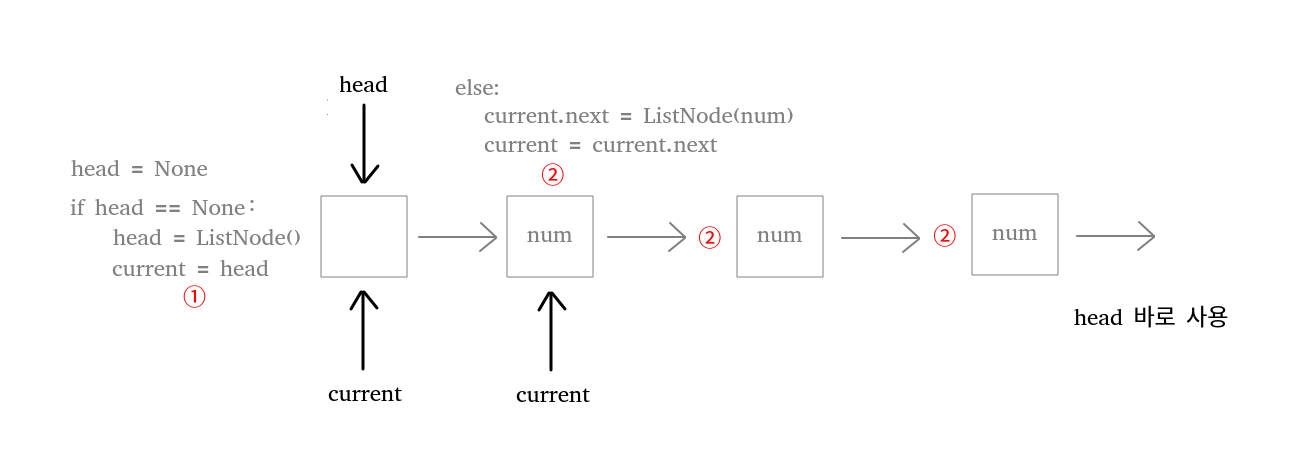 head
else:
current.next = ListNode(num)
current = current.next
②
head = None
if head == None:
head = ListNode()
current = head
①
num
②
num
②
num
head 바로 사용
current
current